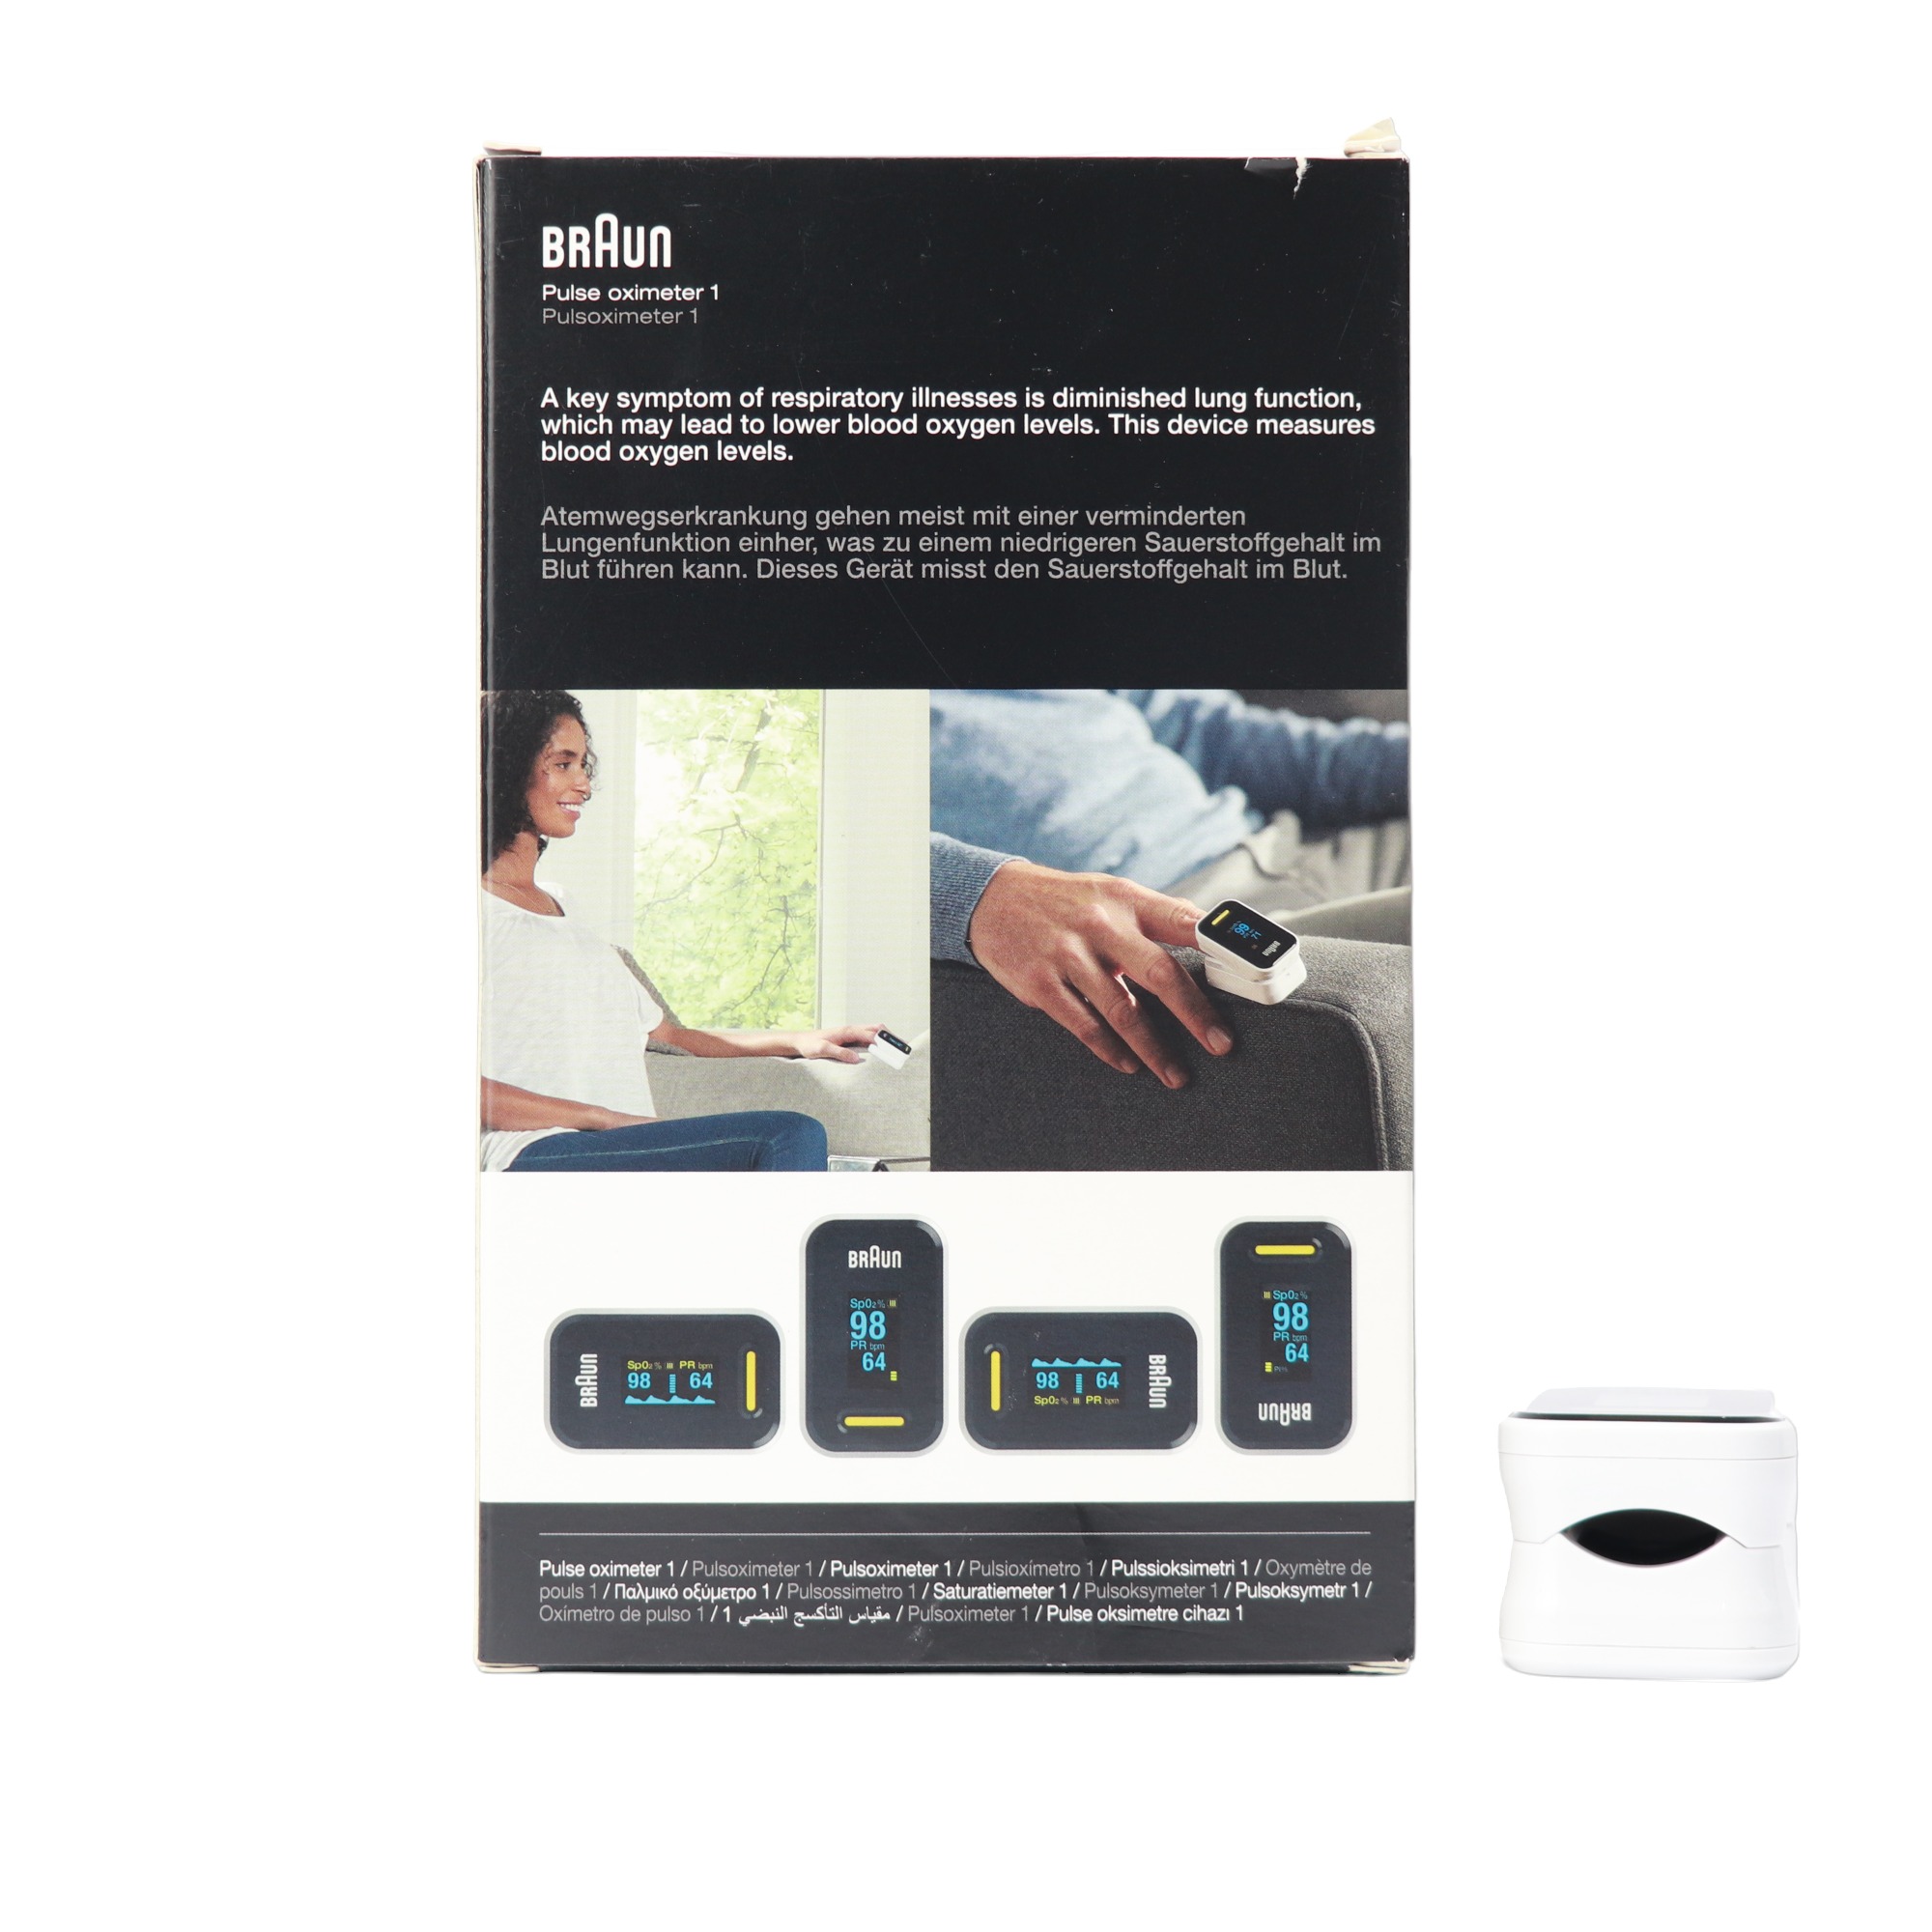 BRAUN
Pulse oximeter 1
Pulsoximeter 1
A key symptom of respiratory illnesses is diminished lung function,
which may lead to lower blood oxygen levels. This device measures
blood oxygen levels.
Atemwegserkrankung gehen meist mit einer verminderten
Lungenfunktion einher, was zu einem niedrigeren Sauerstoffgehalt im
Blut führen kann. Dieses Gerät misst den Sauerstoffgehalt im Blut.
BRAUN
SpO₂% PR bpm
98 64
BRAUN
SpO₂%
98
PR bpm
64
98 64
SpO₂% PR bpm
BRAUN
SpO₂%
98
PR bpm
64
BRAUN
Pulse oximeter 1 / Pulsoximeter 1 / Pulsoximeter 1 / Pulsioxímetro 1 / Pulssioksimetri 1 / Oxymètre de
pouls 1 / Παλμικό οξύμετρο 1 / Pulsossimetro 1 / Saturatiemeter 1 / Pulsoksymeter 1 / Pulsoksymetr 1 /
Oxímetro de pulso 1 / مقياس التأكسج النبضي 1 / Pulsoximeter 1 / Pulse oksimetre cihazı 1